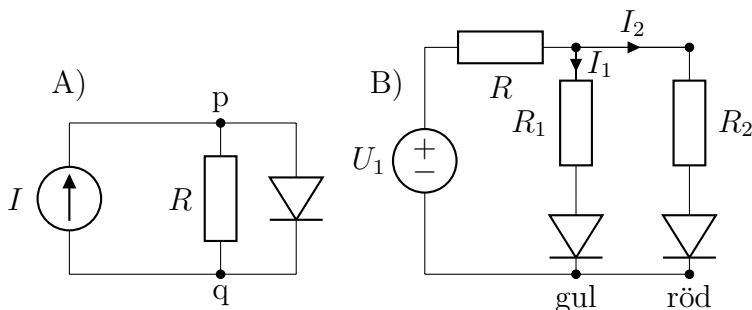 A)
p
I
R
q
B)
I₂
I₁
R
R₁
R₂
U₁
+
−
gul
röd